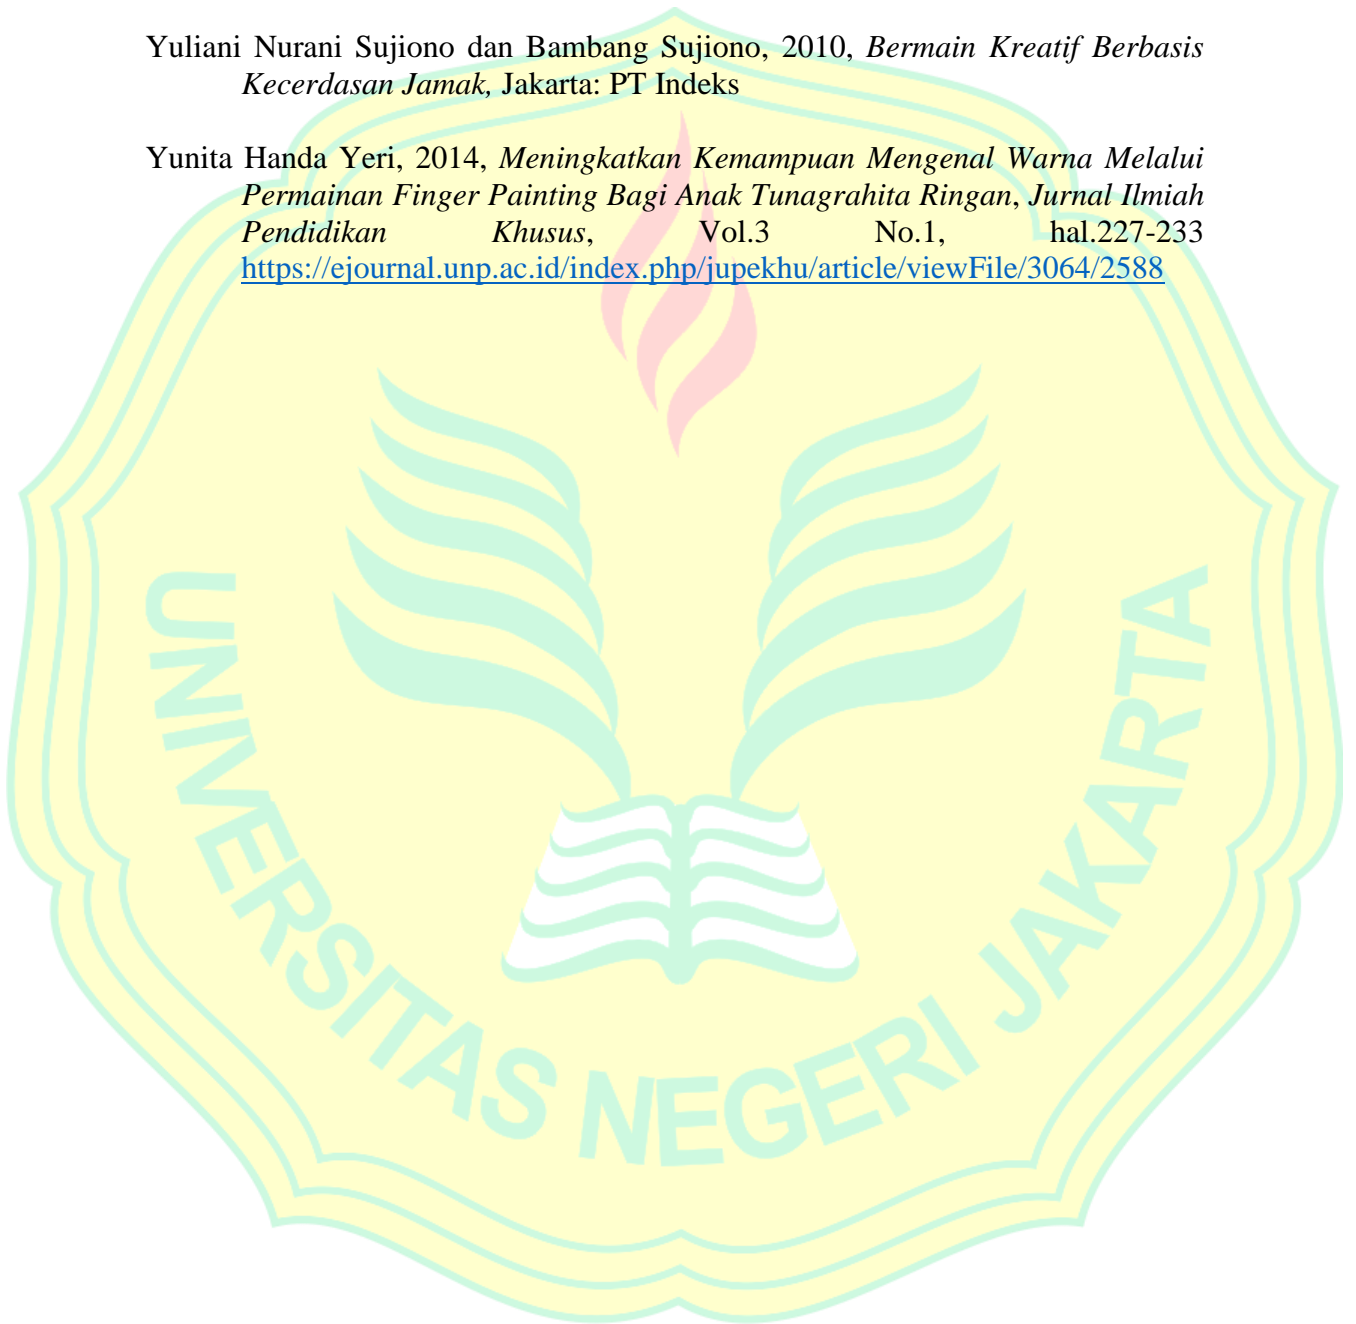 Yuliani Nurani Sujiono dan Bambang Sujiono, 2010, Bermain Kreatif Berbasis
Kecerdasan Jamak, Jakarta: PT Indeks
Yunita Handa Yeri, 2014, Meningkatkan Kemampuan Mengenal Warna Melalui
Permainan Finger Painting Bagi Anak Tunagrahita Ringan, Jurnal Ilmiah
Pendidikan Khusus, Vol.3 No.1, hal.227-233
https://ejournal.unp.ac.id/index.php/jupekhu/article/viewFile/3064/2588
UNIVERSITAS NEGERI JAKARTA